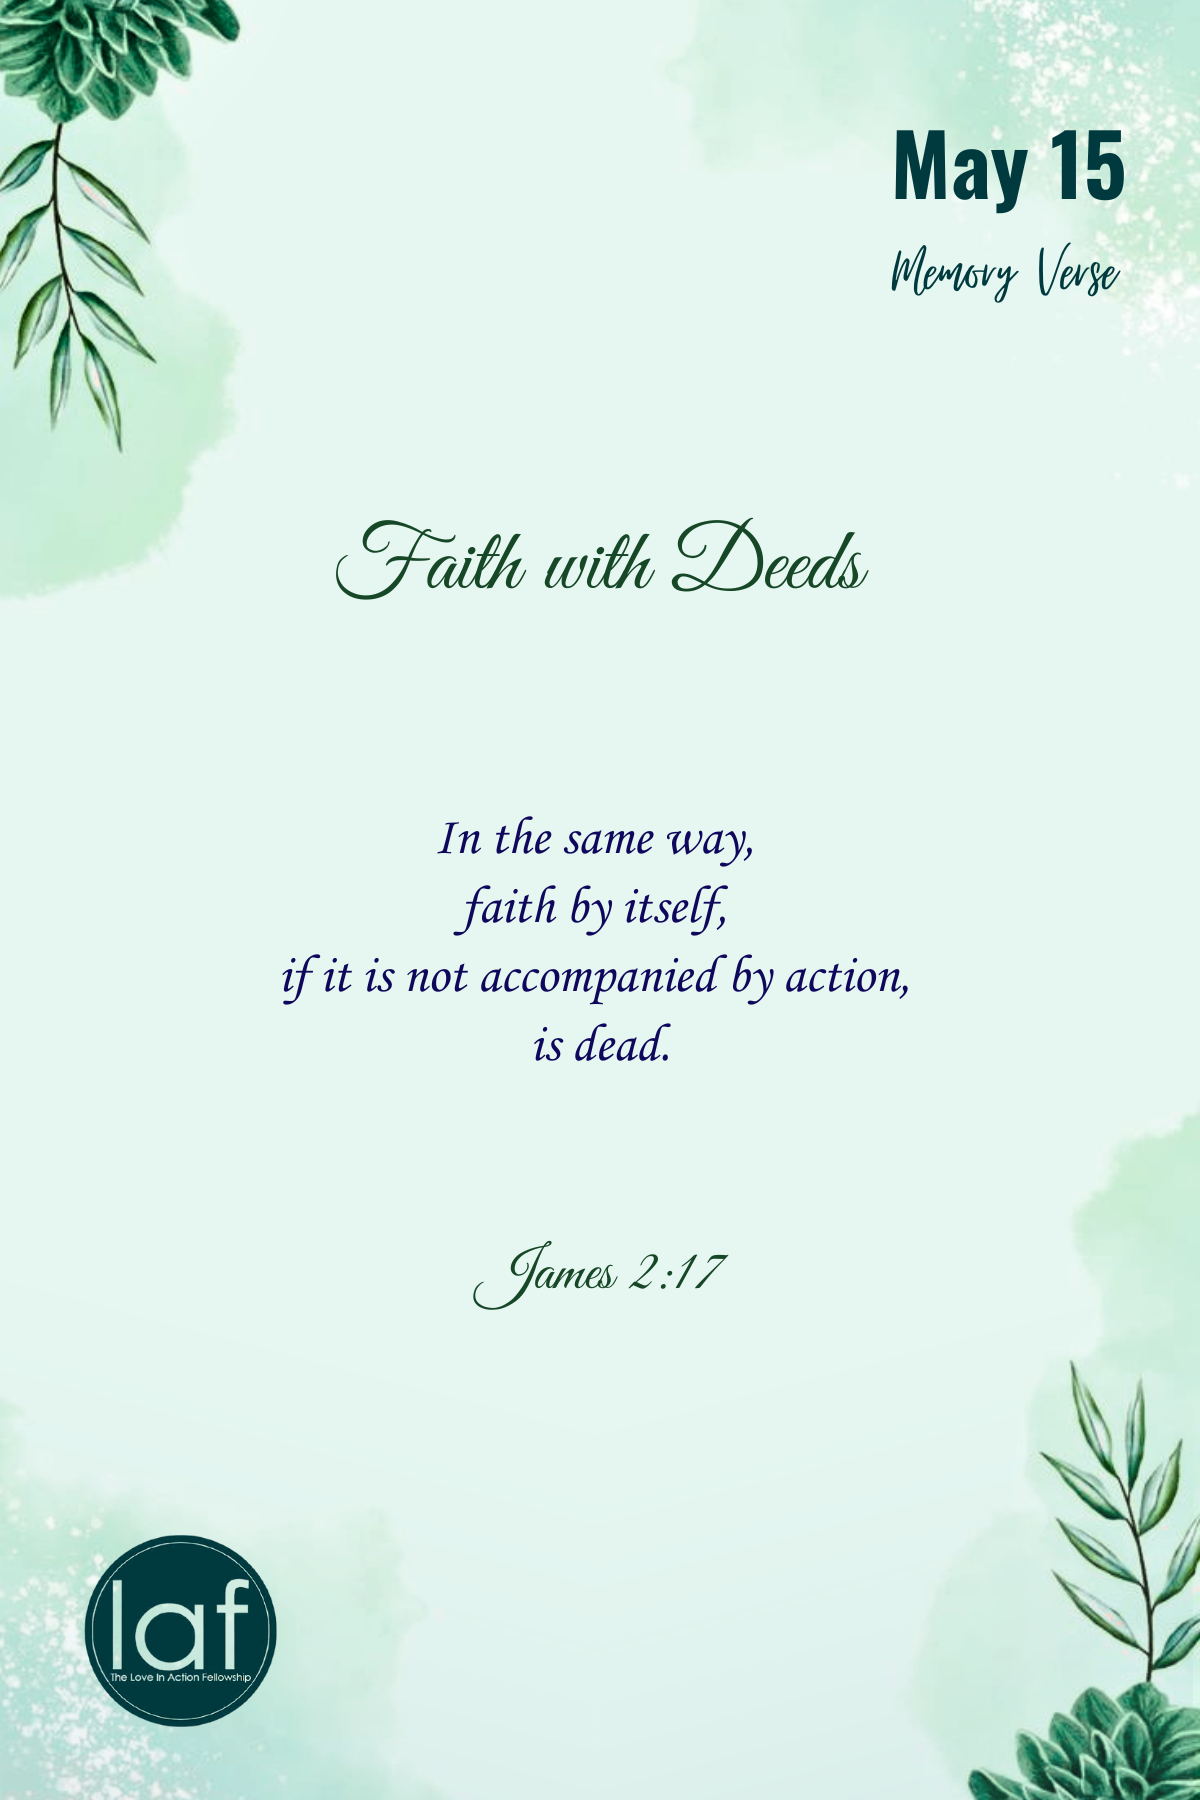 May 15
Memory Verse
Faith with Deeds
In the same way,
faith by itself,
if it is not accompanied by action,
is dead.
James 2:17
laf
The Love In Action Fellowship